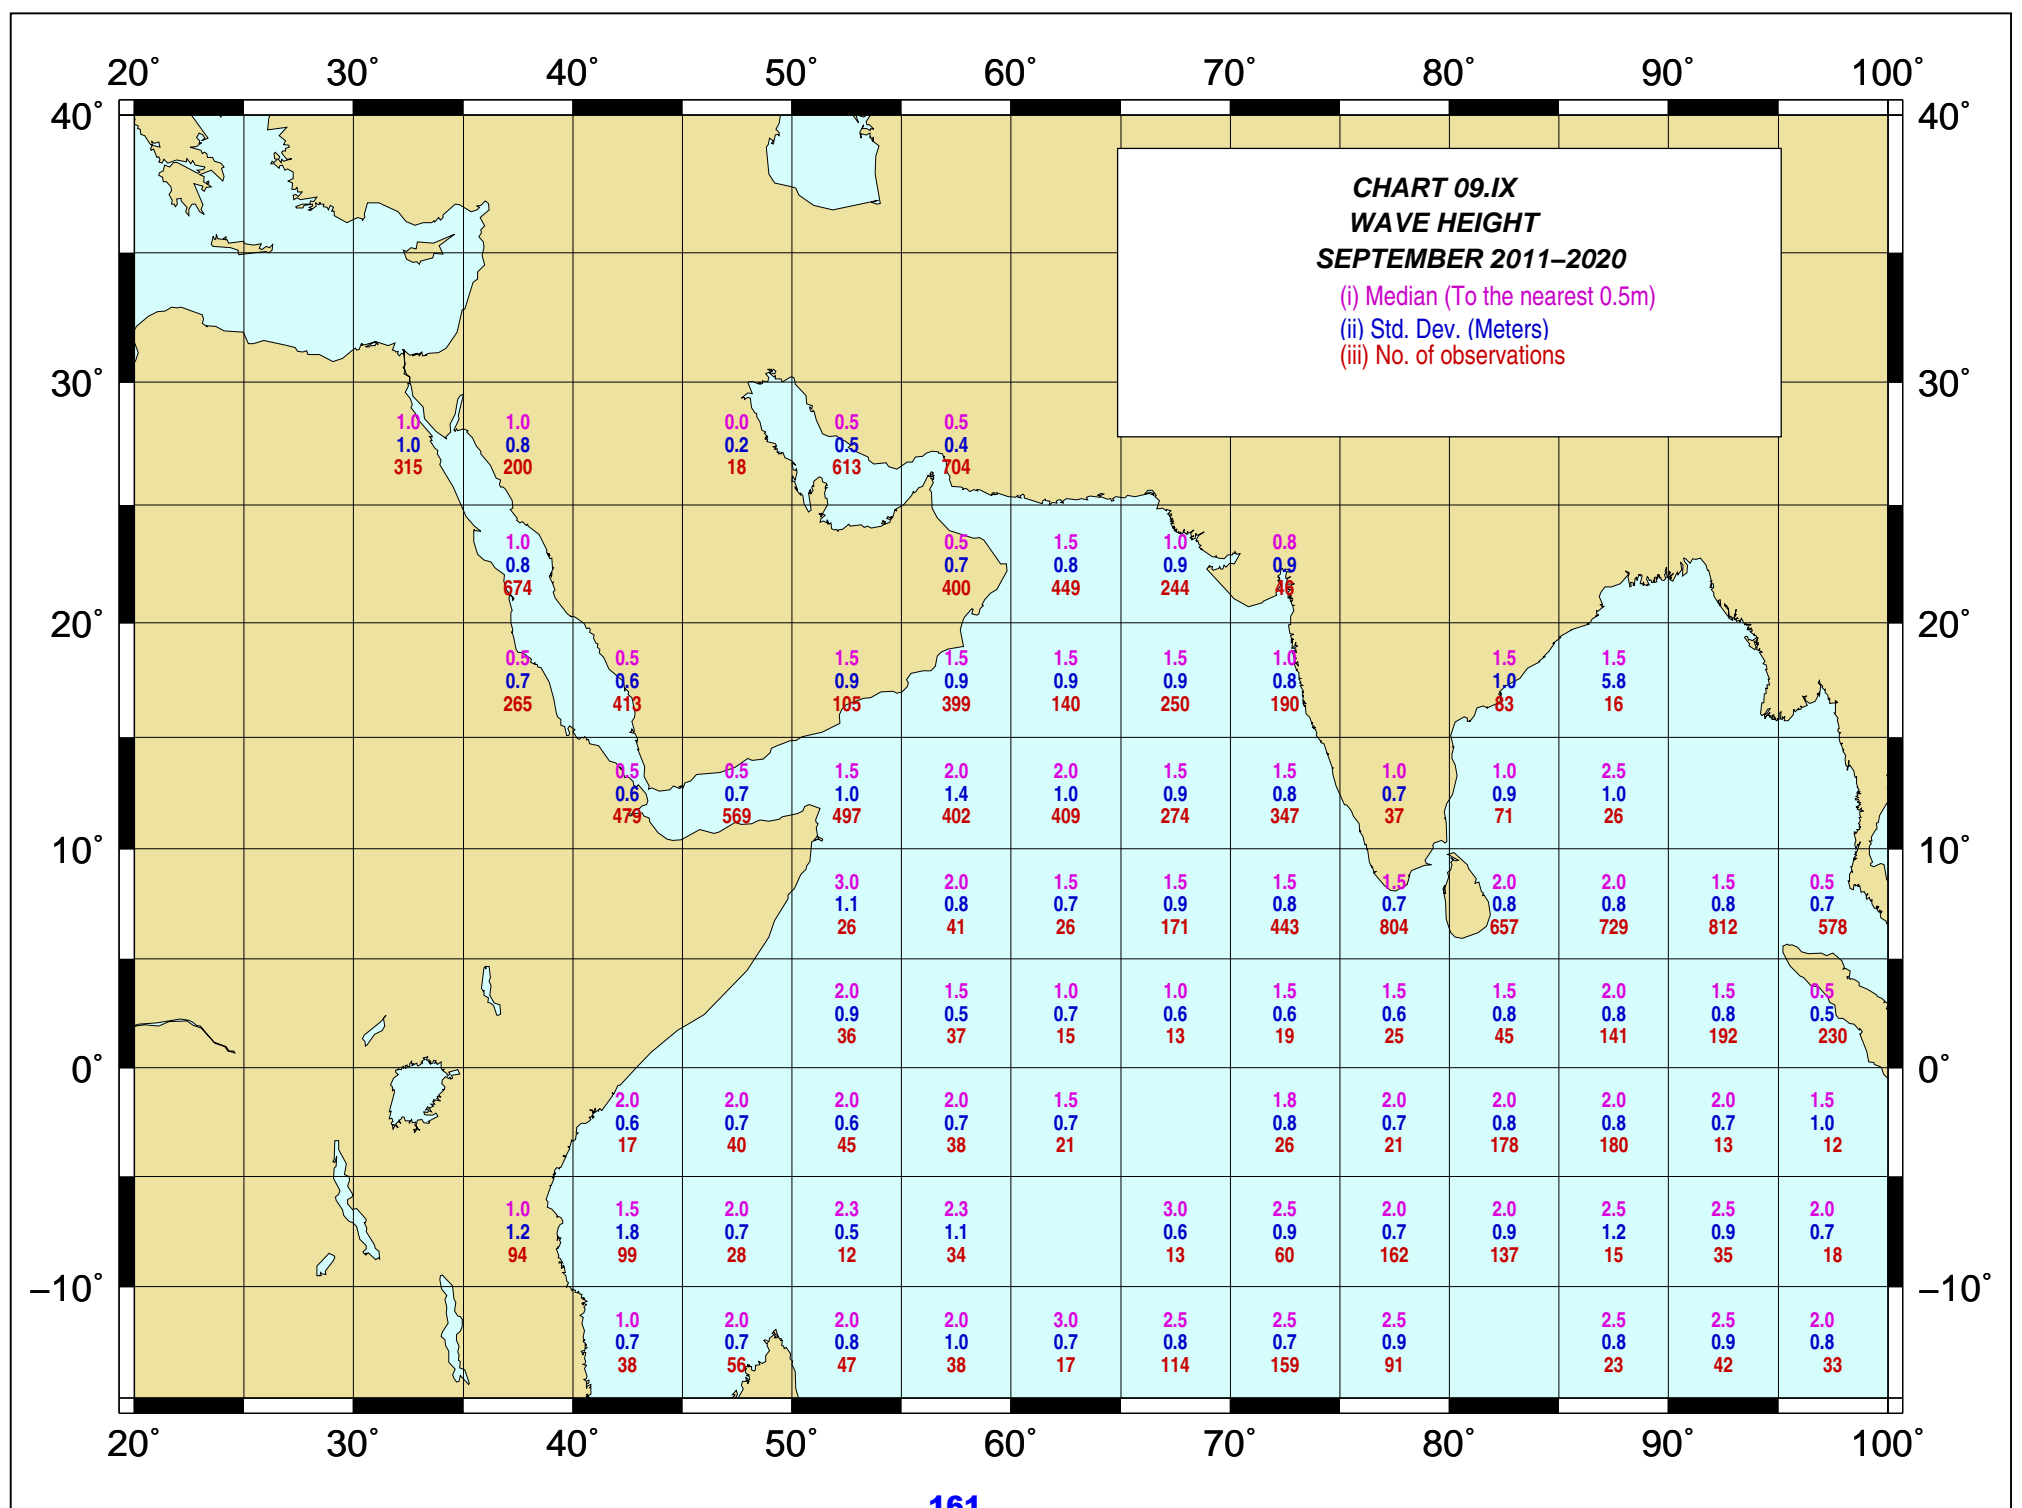 20° 30° 40° 50° 60° 70° 80° 90° 100°
40° 40°
CHART 09.IX
WAVE HEIGHT
SEPTEMBER 2011–2020
(i) Median (To the nearest 0.5m)
(ii) Std. Dev. (Meters)
(iii) No. of observations
30° 30°
1.0 1.0 0.0 0.5 0.5
1.0 0.8 0.2 0.5 0.4
315 200 18 613 704
1.0 0.5 1.5 1.0 0.8
0.8 0.7 0.8 0.9 0.9
674 400 449 244 46
20° 20°
0.5 0.5 1.5 1.5 1.5 1.5 1.0 1.5 1.5
0.7 0.6 0.9 0.9 0.9 0.9 0.8 1.0 5.8
265 413 105 399 140 250 190 83 16
0.5 0.5 1.5 2.0 2.0 1.5 1.5 1.0 1.0 2.5
0.6 0.7 1.0 1.4 1.0 0.9 0.8 0.7 0.9 1.0
479 569 497 402 409 274 347 37 71 26
10° 10°
3.0 2.0 1.5 1.5 1.5 1.5 2.0 2.0 1.5 0.5
1.1 0.8 0.7 0.9 0.8 0.7 0.8 0.8 0.8 0.7
26 41 26 171 443 804 657 729 812 578
2.0 1.5 1.0 1.0 1.5 1.5 1.5 2.0 1.5 0.5
0.9 0.5 0.7 0.6 0.6 0.6 0.8 0.8 0.8 0.5
36 37 15 13 19 25 45 141 192 230
0° 0°
2.0 2.0 2.0 2.0 1.5 1.8 2.0 2.0 2.0 2.0 1.5
0.6 0.7 0.6 0.7 0.7 0.8 0.7 0.8 0.8 0.7 1.0
17 40 45 38 21 26 21 178 180 13 12
1.0 1.5 2.0 2.3 2.3 3.0 2.5 2.0 2.0 2.5 2.5 2.0
1.2 1.8 0.7 0.5 1.1 0.6 0.9 0.7 0.9 1.2 0.9 0.7
94 99 28 12 34 13 60 162 137 15 35 18
–10° –10°
1.0 2.0 2.0 2.0 3.0 2.5 2.5 2.5 2.5 2.5 2.0
0.7 0.7 0.8 1.0 0.7 0.8 0.7 0.9 0.8 0.9 0.8
38 56 47 38 17 114 159 91 23 42 33
20° 30° 40° 50° 60° 70° 80° 90° 100°
161